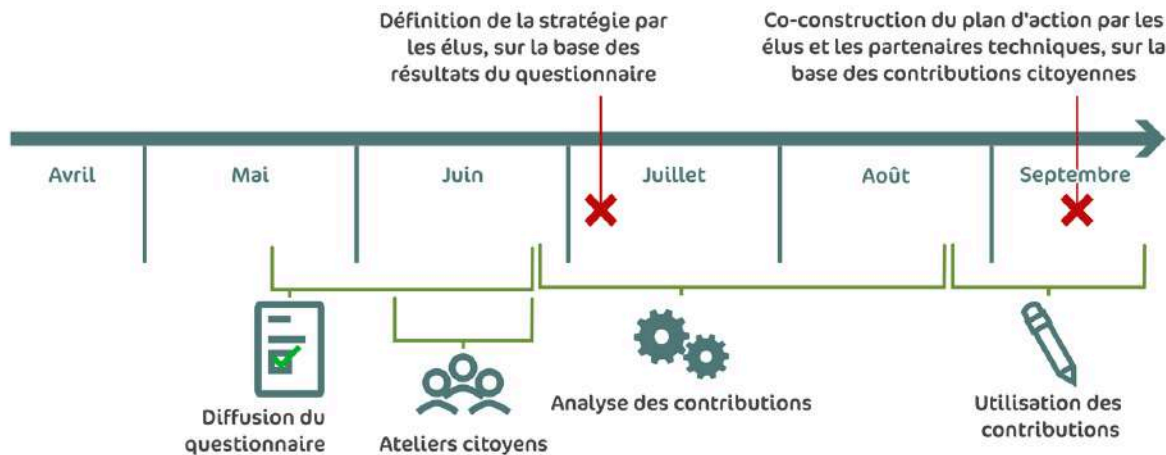 Définition de la stratégie par
les élus, sur la base des
résultats du questionnaire
Co-construction du plan d'action par les
élus et les partenaires techniques, sur la
base des contributions citoyennes
Avril
Mai
Juin
Juillet
Août
Septembre
Diffusion du
questionnaire
Ateliers citoyens
Analyse des contributions
Utilisation des
contributions